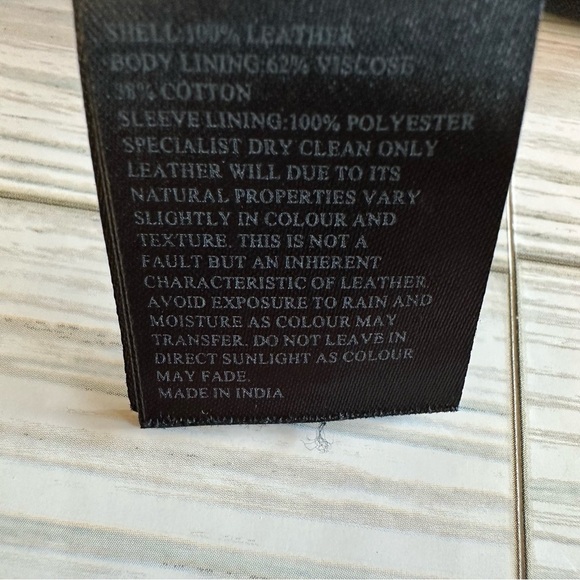 SHELL:100% LEATHER
BODY LINING:62% VISCOSE
38% COTTON
SLEEVE LINING:100% POLYESTER
SPECIALIST DRY CLEAN ONLY
LEATHER WILL DUE TO ITS
NATURAL PROPERTIES VARY
SLIGHTLY IN COLOUR AND
TEXTURE. THIS IS NOT A
FAULT BUT AN INHERENT
CHARACTERISTIC OF LEATHER
AVOID EXPOSURE TO RAIN AND
MOISTURE AS COLOUR MAY
TRANSFER. DO NOT LEAVE IN
DIRECT SUNLIGHT AS COLOUR
MAY FADE.
MADE IN INDIA